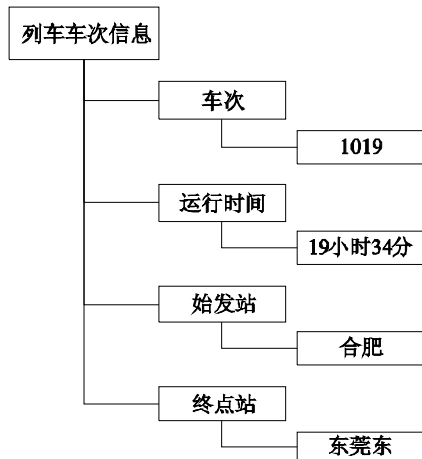 列车车次信息
车次
1019
运行时间
19小时34分
始发站
合肥
终点站
东莞东